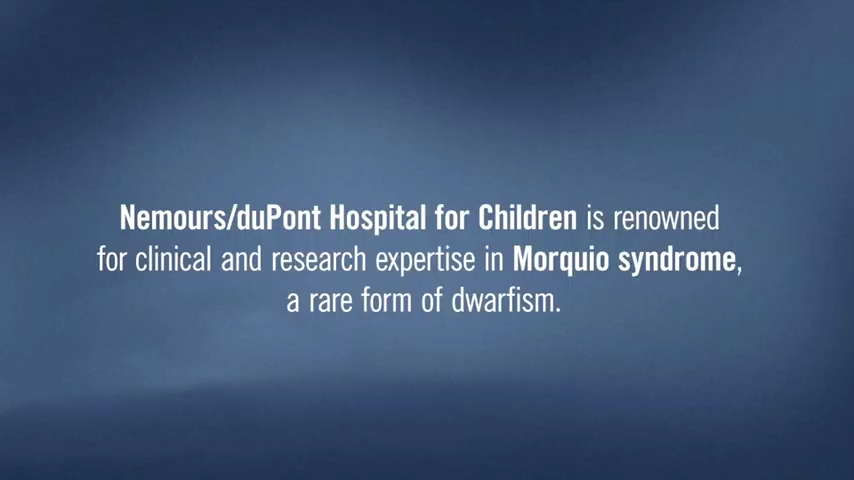 Nemours/duPont Hospital for Children is renowned
for clinical and research expertise in Morquio syndrome,
a rare form of dwarfism.